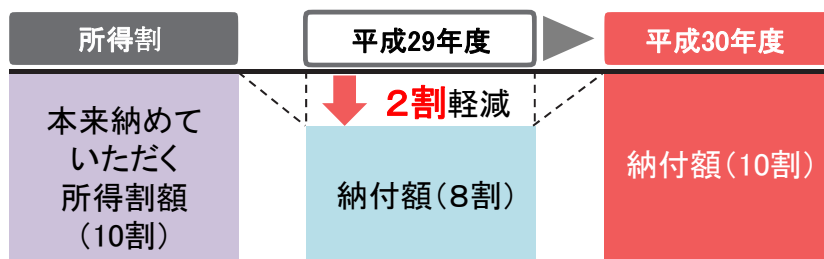 所得割
平成29年度
平成30年度
2割軽減
本来納めて
いただく
所得割額
(10割)
納付額(8割)
納付額(10割)